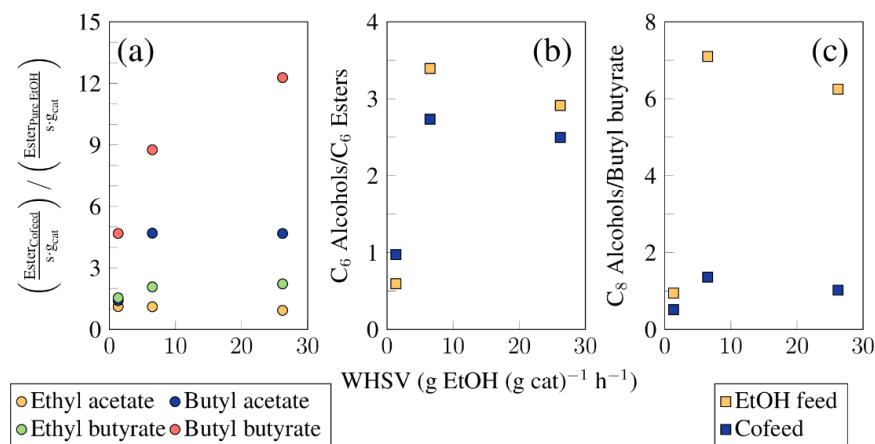 (a)
(b)
(c)
15
12
9
6
3
0
0
10
20
30
(Ester_Cofeed / s·g_cat) / (Ester_Pure EtOH / s·g_cat)
4
3
2
1
0
0
10
20
30
C₆ Alcohols/C₆ Esters
8
6
4
2
0
0
10
20
30
C₈ Alcohols/Butyl butyrate
WHSV (g EtOH (g cat)⁻¹ h⁻¹)
Ethyl acetate
Butyl acetate
Ethyl butyrate
Butyl butyrate
EtOH feed
Cofeed